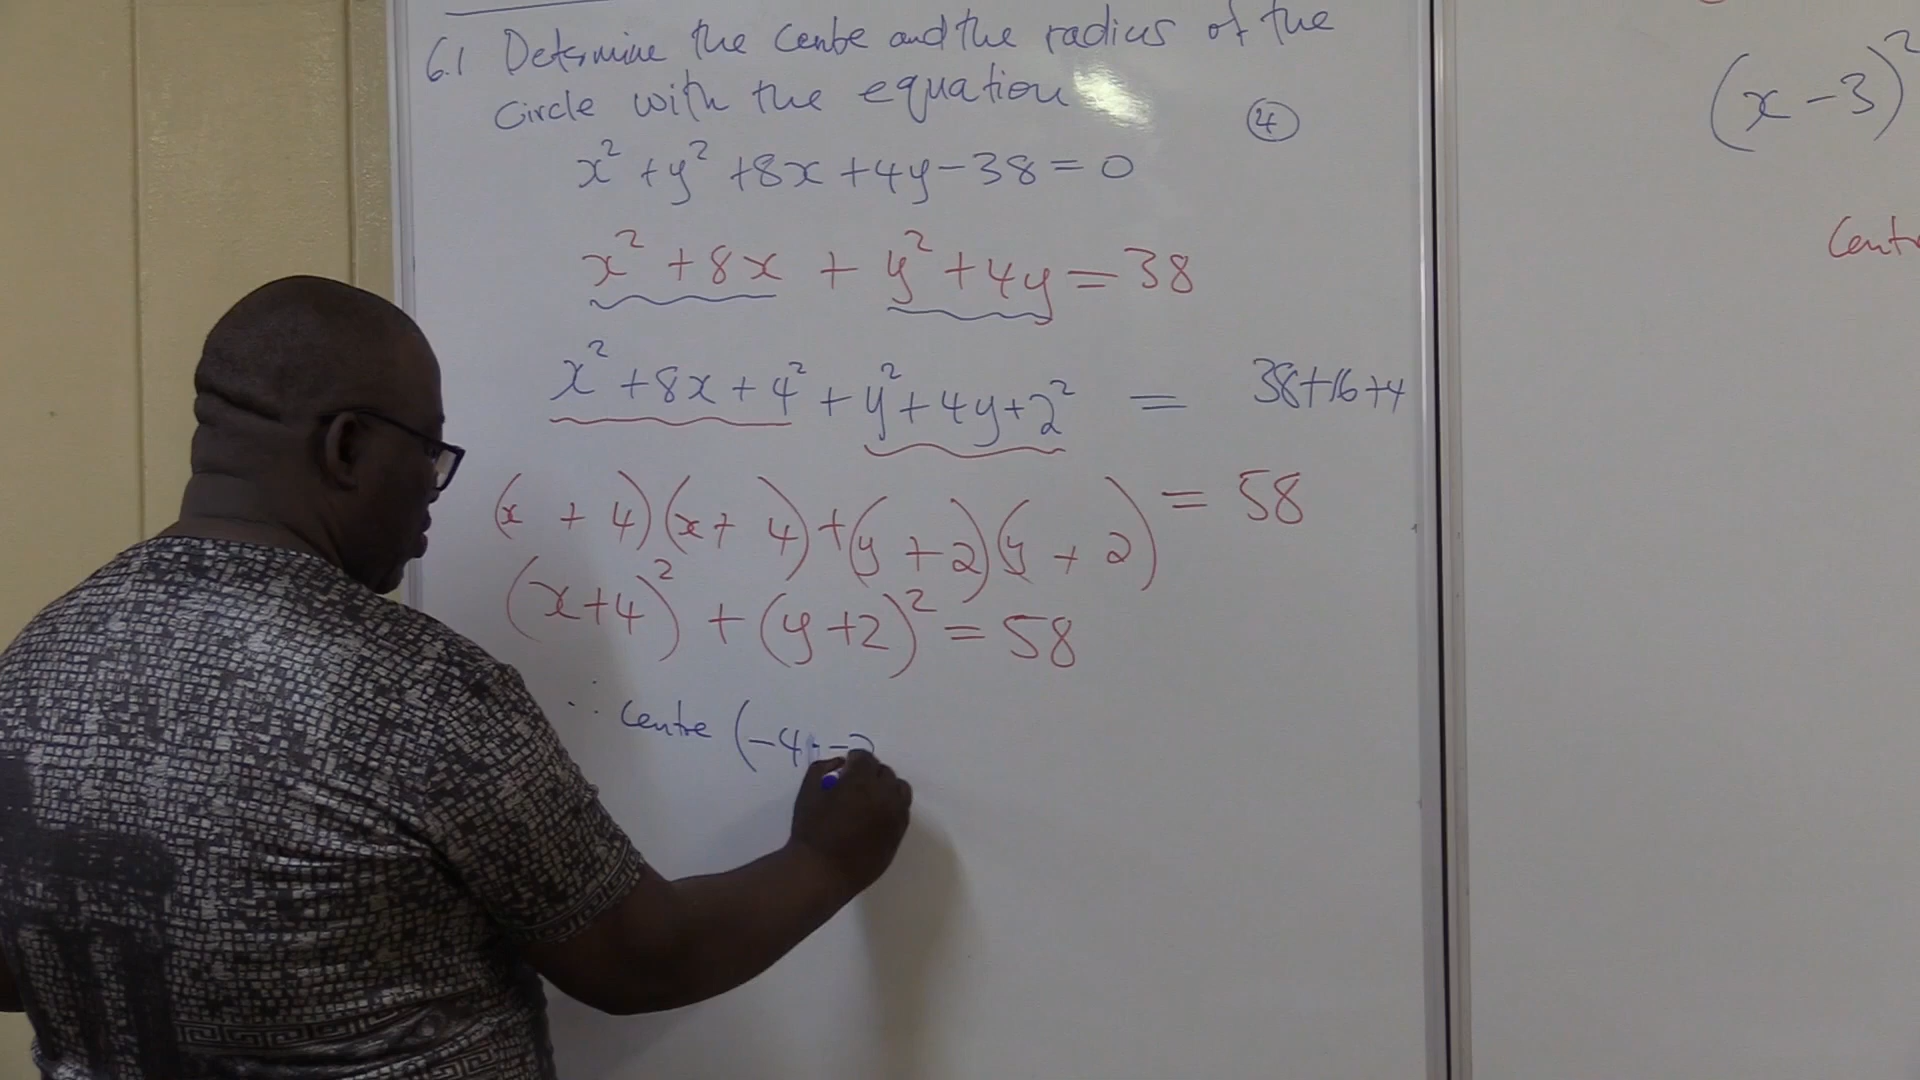 6.1 Determine the centre and the radius of the
circle with the equation
④
x² + y² + 8x + 4y - 38 = 0
x² + 8x + y² + 4y = 38
x² + 8x + 4² + y² + 4y + 2² = 38 + 16 + 4
(x + 4)(x + 4) + (y + 2)(y + 2) = 58
(x + 4)² + (y + 2)² = 58
∴ Centre (-4; -2
(x - 3)²
Centr